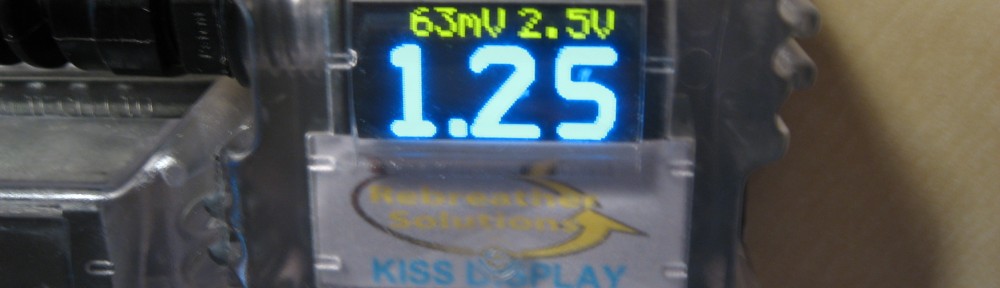 63mV 2.5V
1.25
Rebreather
Solutions
KISS DISPLAY